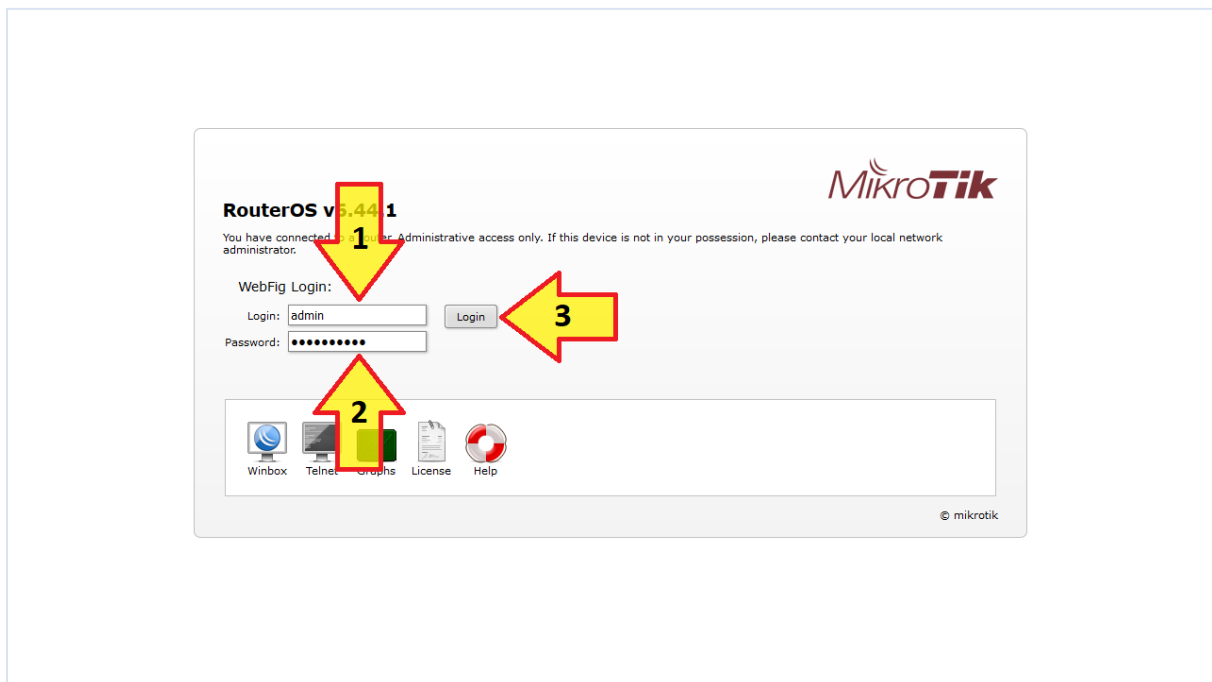 MikroTik
RouterOS v6.44.1
You have connected to a router. Administrative access only. If this device is not in your possession, please contact your local network
administrator.
1
WebFig Login:
Login: admin
Login
3
Password: ••••••••••
2
Winbox Telnet Graphs License Help
© mikrotik